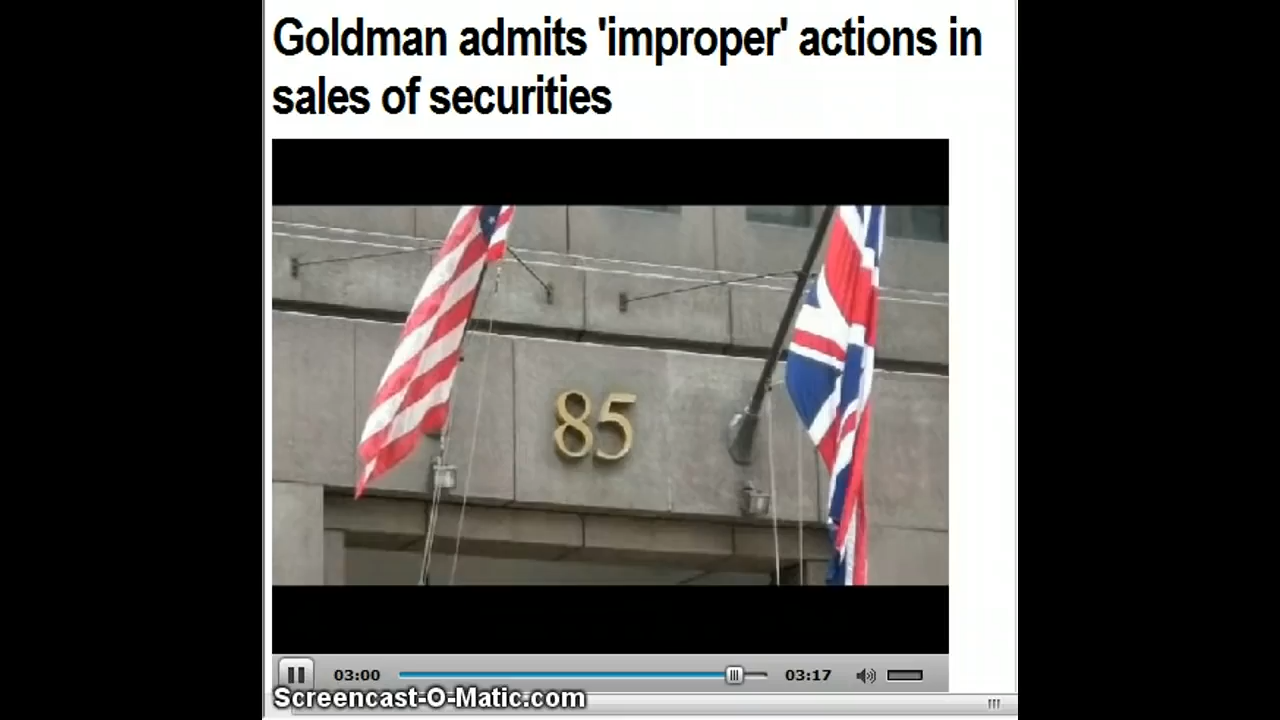 Goldman admits 'improper' actions in
sales of securities
85
03:00
03:17
Screencast-O-Matic.com